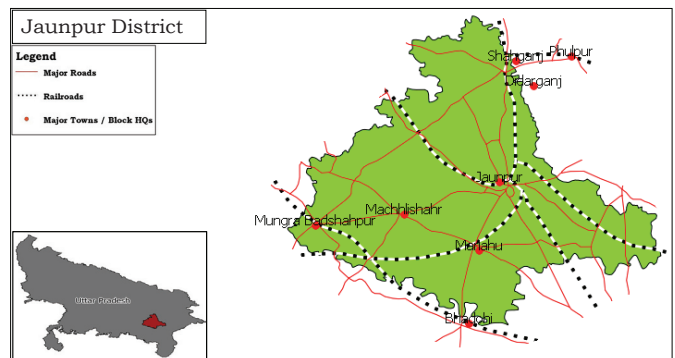 Jaunpur District
Legend
Major Roads
Railroads
Major Towns / Block HQs
Shahganj
Phulpur
Didarganj
Jaunpur
Machhlishahr
Mungra Badshahpur
Mariahu
Bhadohi
Uttar Pradesh